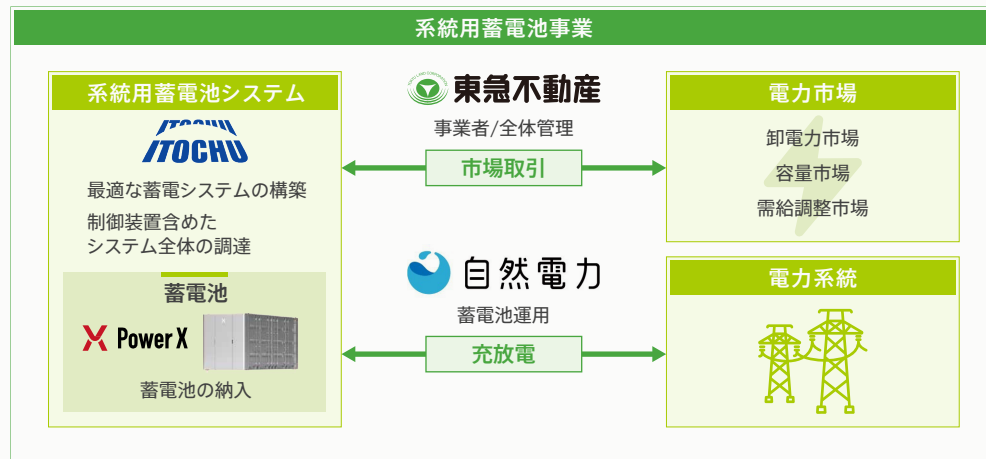 系統用蓄電池事業
系統用蓄電池システム
ITOCHU
ITOCHU
最適な蓄電システムの構築
制御装置含めた
システム全体の調達
蓄電池
PowerX
蓄電池の納入
東急不動産
事業者/全体管理
市場取引
自然電力
蓄電池運用
充放電
電力市場
卸電力市場
容量市場
需給調整市場
電力系統